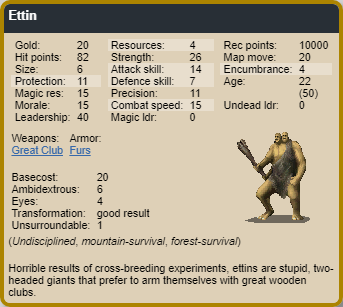 Ettin
Gold: 20 Resources: 4 Rec points: 10000
Hit points: 82 Strength: 26 Map move: 20
Size: 6 Attack skill: 14 Encumbrance: 4
Protection: 11 Defence skill: 7 Age: 22
Magic res: 15 Precision: 11 (50)
Morale: 15 Combat speed: 15 Undead ldr: 0
Leadership: 40 Magic ldr: 0
Weapons: Armor:
Great Club Furs
Basecost: 20
Ambidextrous: 6
Eyes: 4
Transformation: good result
Unsurroundable: 1
(Undisciplined, mountain-survival, forest-survival)
Horrible results of cross-breeding experiments, ettins are stupid, two-
headed giants that prefer to arm themselves with great wooden
clubs.